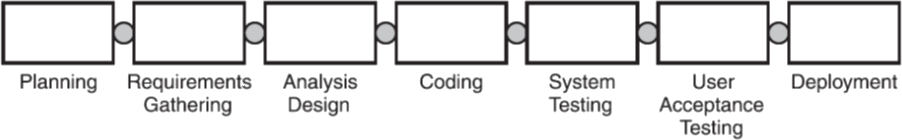 Planning
Requirements
Gathering
Analysis
Design
Coding
System
Testing
User
Acceptance
Testing
Deployment